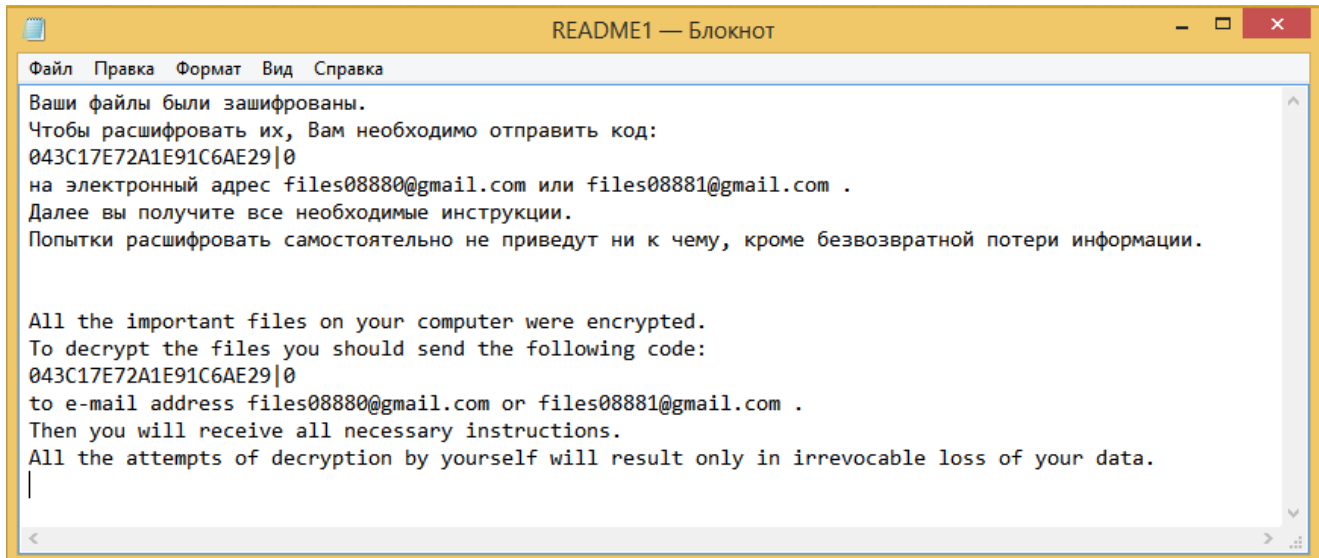 README1 — Блокнот
Файл Правка Формат Вид Справка
Ваши файлы были зашифрованы.
Чтобы расшифровать их, Вам необходимо отправить код:
043C17E72A1E91C6AE29|0
на электронный адрес files08880@gmail.com или files08881@gmail.com .
Далее вы получите все необходимые инструкции.
Попытки расшифровать самостоятельно не приведут ни к чему, кроме безвозвратной потери информации.
All the important files on your computer were encrypted.
To decrypt the files you should send the following code:
043C17E72A1E91C6AE29|0
to e-mail address files08880@gmail.com or files08881@gmail.com .
Then you will receive all necessary instructions.
All the attempts of decryption by yourself will result only in irrevocable loss of your data.